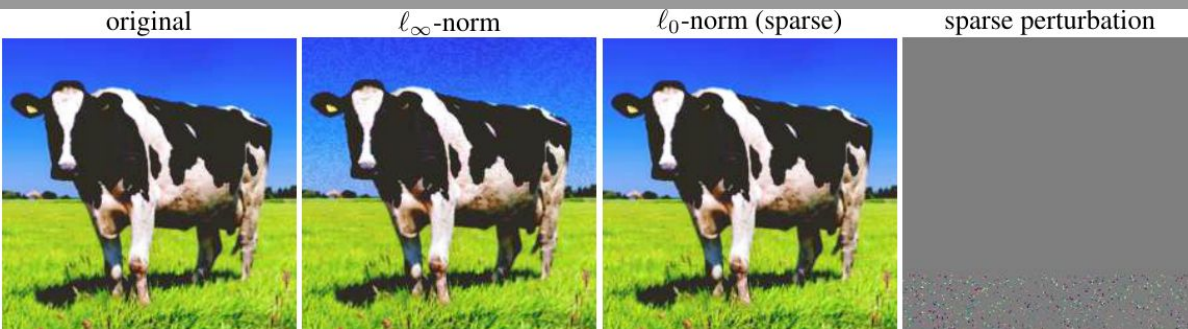 original
ℓ∞-norm
ℓ0-norm (sparse)
sparse perturbation